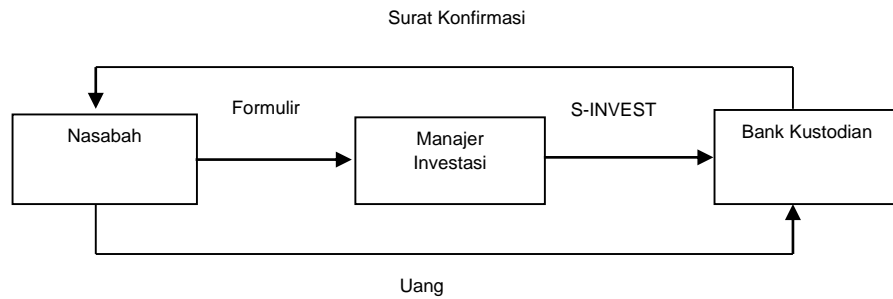 Surat Konfirmasi
Formulir
S-INVEST
Nasabah
Manajer
Investasi
Bank Kustodian
Uang